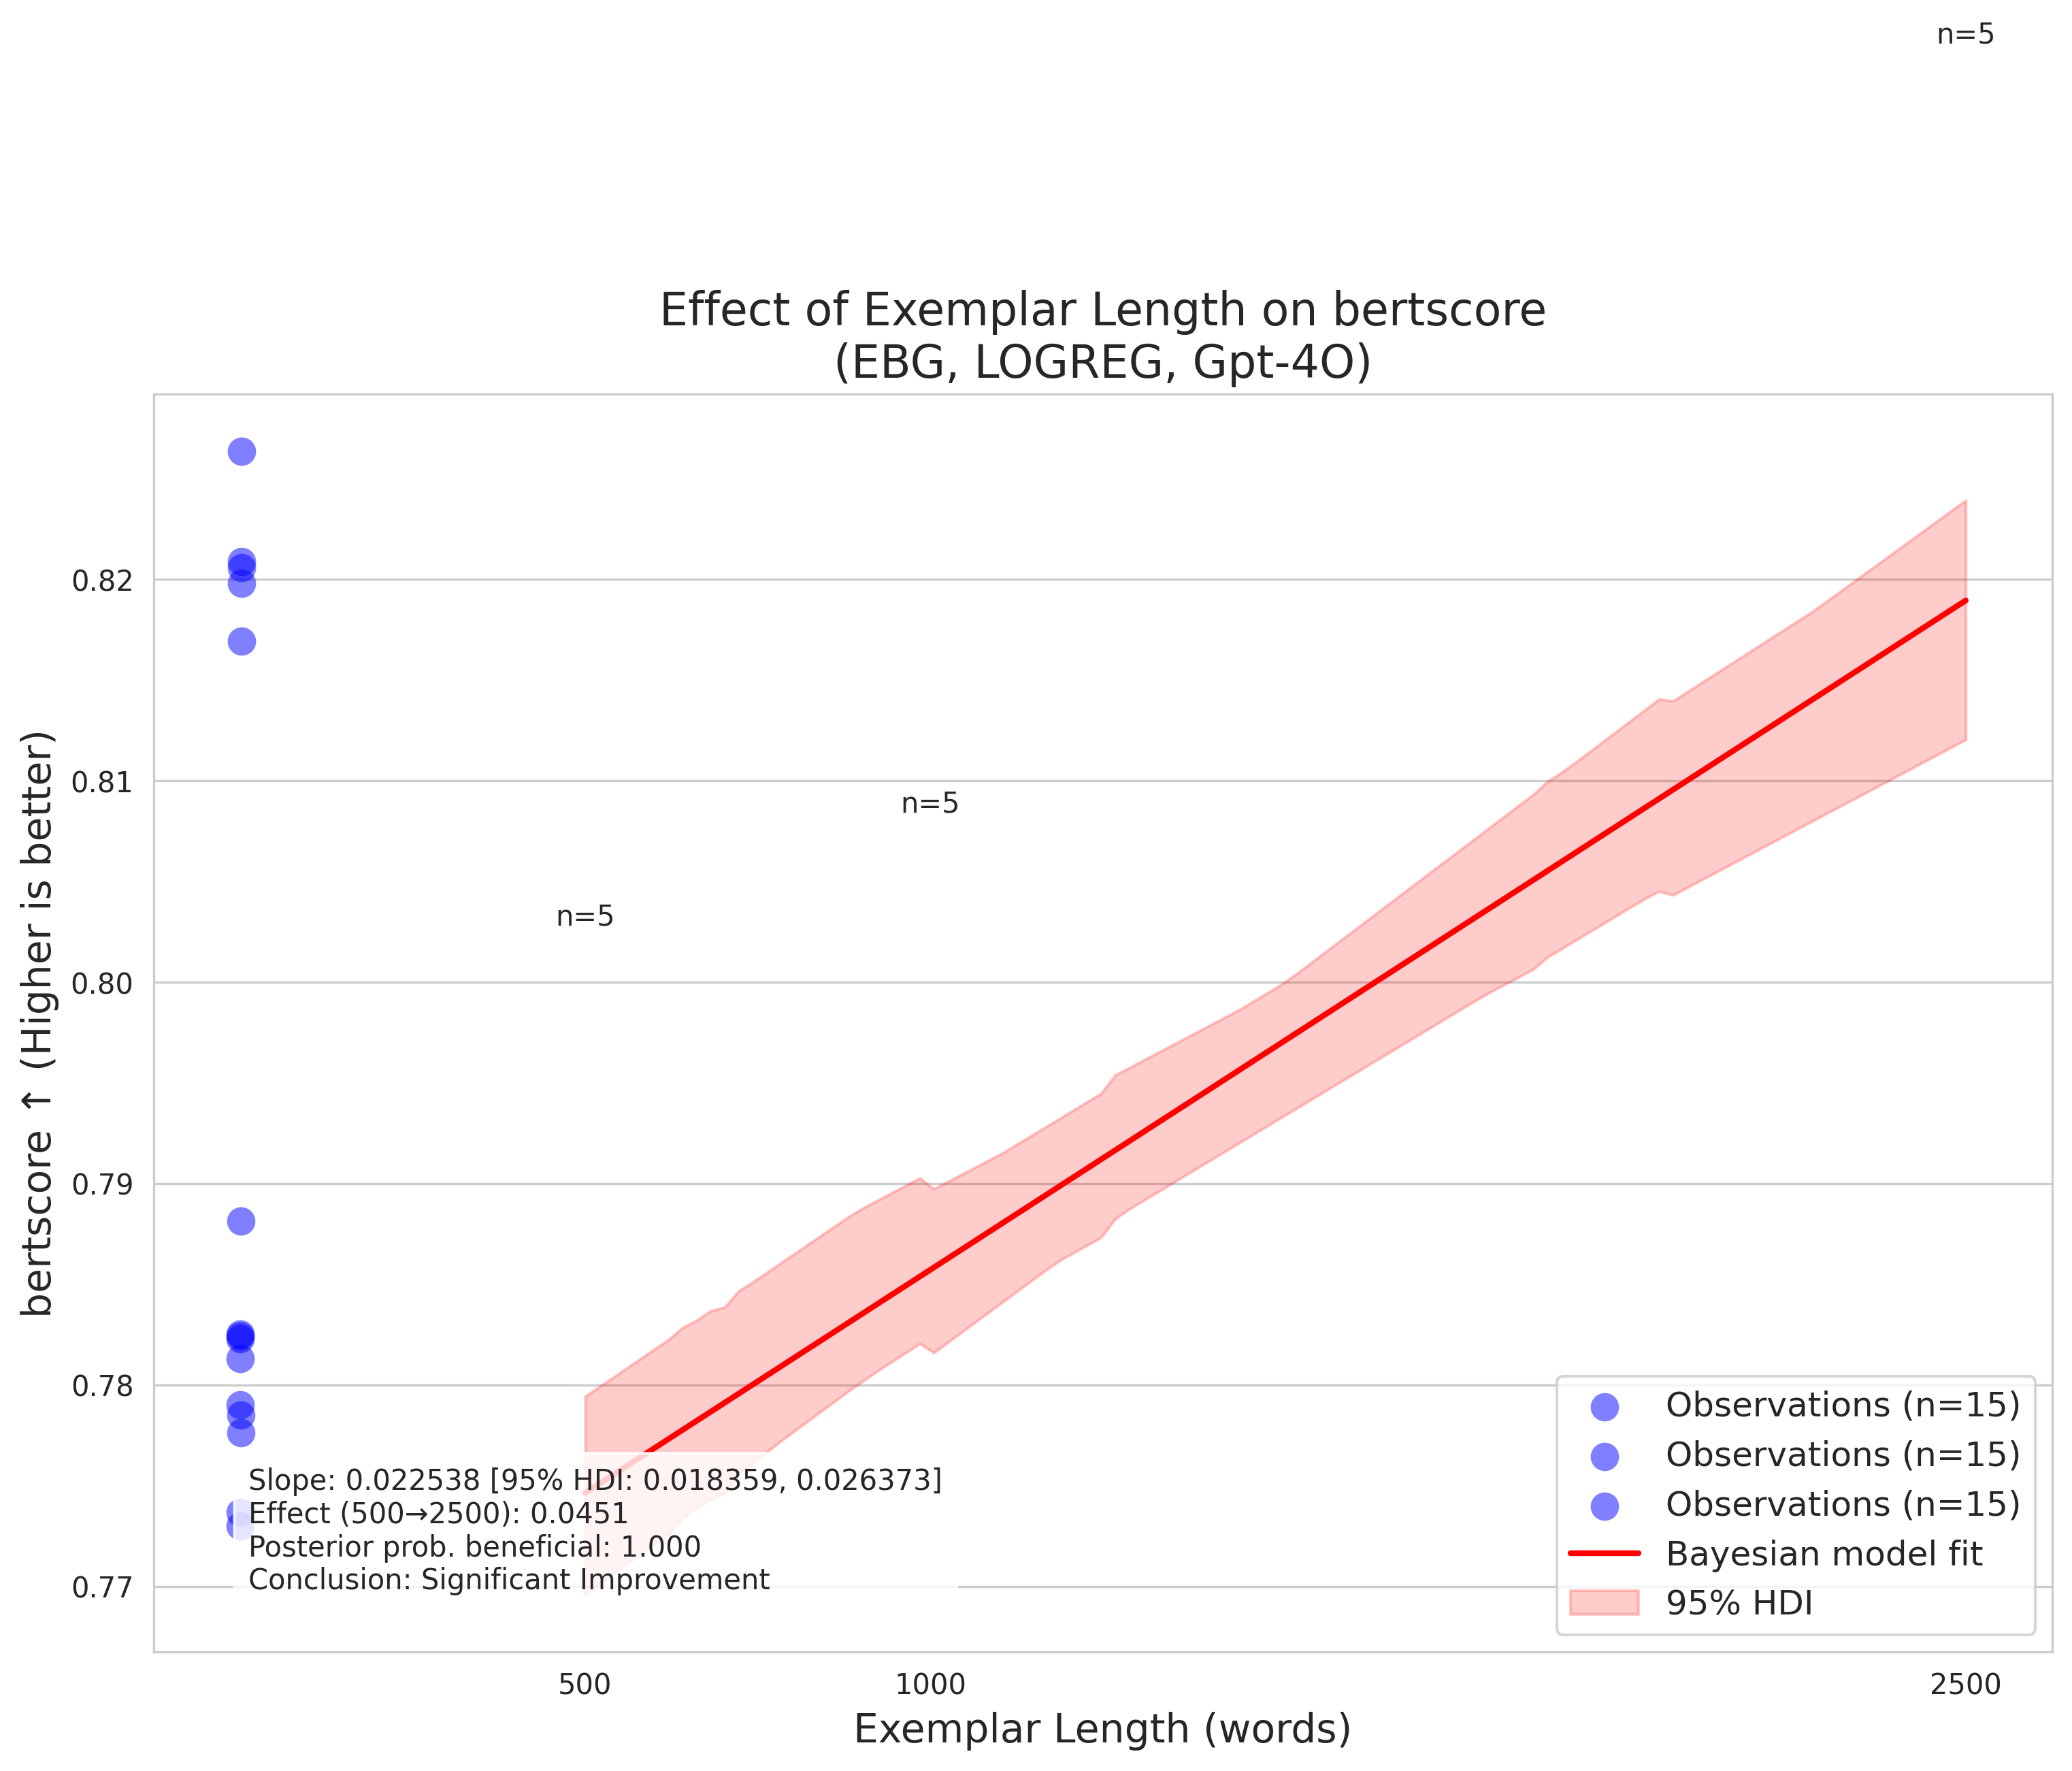 n=5
Effect of Exemplar Length on bertscore
(EBG, LOGREG, Gpt-4O)
bertscore ↑ (Higher is better)
0.82
0.81
0.80
0.79
0.78
0.77
n=5
n=5
Slope: 0.022538 [95% HDI: 0.018359, 0.026373]
Effect (500→2500): 0.0451
Posterior prob. beneficial: 1.000
Conclusion: Significant Improvement
Observations (n=15)
Observations (n=15)
Observations (n=15)
Bayesian model fit
95% HDI
500
1000
2500
Exemplar Length (words)